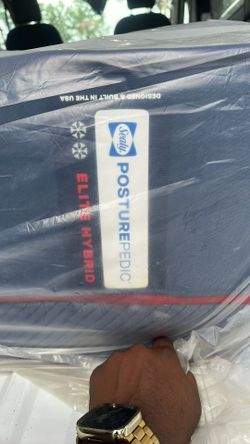 DESIGNED & BUILT IN THE USA
Sealy
POSTUREPEDIC
ELITE HYBRID